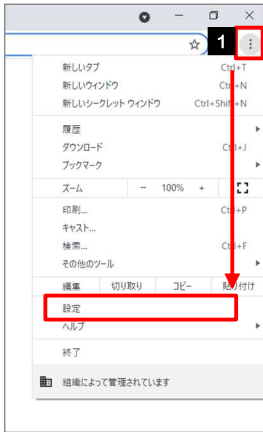 1
新しいタブ Ctrl+T
新しいウィンドウ Ctrl+N
新しいシークレット ウィンドウ Ctrl+Shift+N
履歴
ダウンロード Ctrl+J
ブックマーク
ズーム － 100% ＋
印刷... Ctrl+P
キャスト...
検索... Ctrl+F
その他のツール
編集 切り取り コピー 貼り付け
設定
ヘルプ
終了
組織によって管理されています